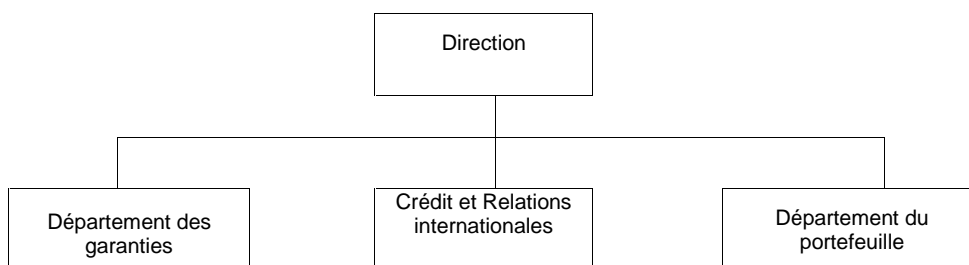 Direction
Département des
garanties
Crédit et Relations
internationales
Département du
portefeuille